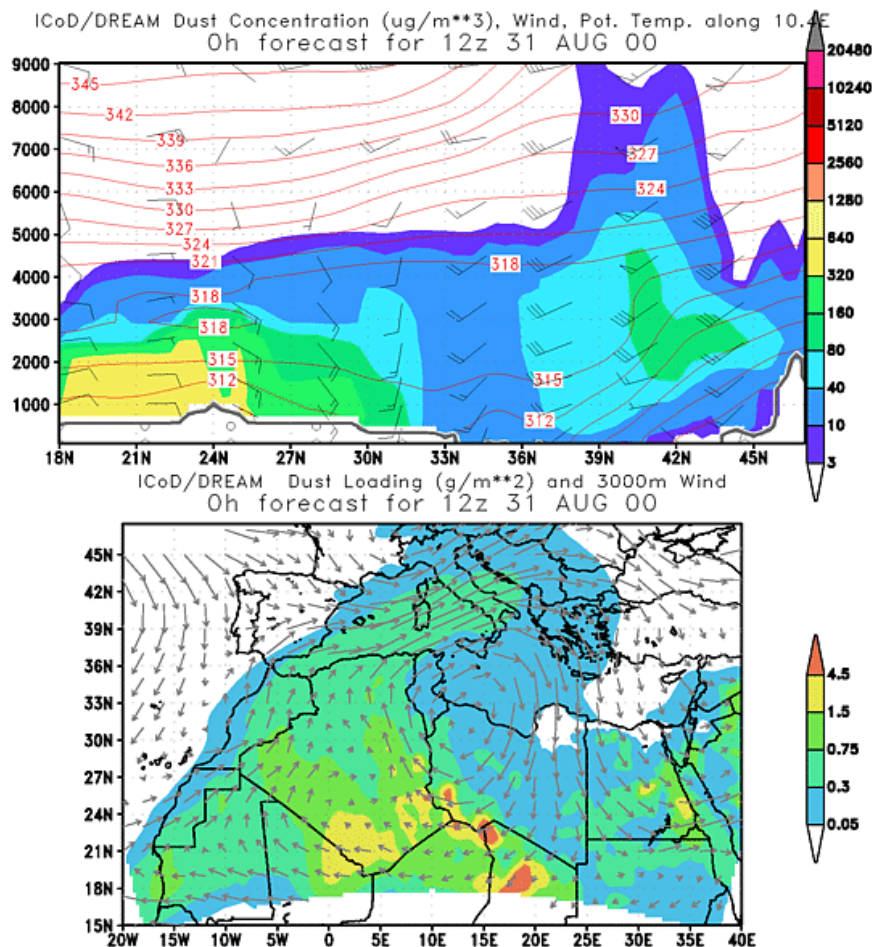 ICoD/DREAM Dust Concentration (ug/m**3), Wind, Pot. Temp. along 10.4E
0h forecast for 12z 31 AUG 00
9000
8000
7000
6000
5000
4000
3000
2000
1000
345
342
339
336
333
330
327
324
321
318
318
315
312
318
315
312
330
327
324
18N 21N 24N 27N 30N 33N 36N 39N 42N 45N
20480
10240
5120
2560
1280
640
320
160
80
40
10
3
ICoD/DREAM Dust Loading (g/m**2) and 3000m Wind
0h forecast for 12z 31 AUG 00
45N
42N
39N
36N
33N
30N
27N
24N
21N
18N
15N
20W 15W 10W 5W 0 5E 10E 15E 20E 25E 30E 35E 40E
4.5
1.5
0.75
0.3
0.05